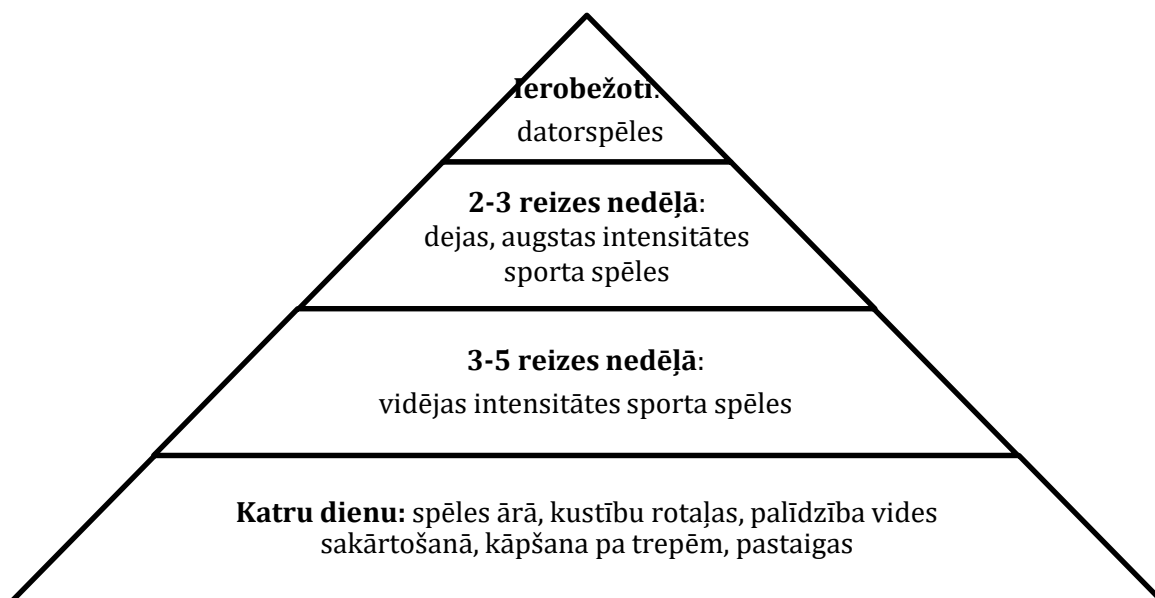 Ierobežoti:
datorspēles
2-3 reizes nedēļā:
dejas, augstas intensitātes
sporta spēles
3-5 reizes nedēļā:
vidējas intensitātes sporta spēles
Katru dienu: spēles ārā, kustību rotaļas, palīdzība vides
sakārtošanā, kāpšana pa trepēm, pastaigas